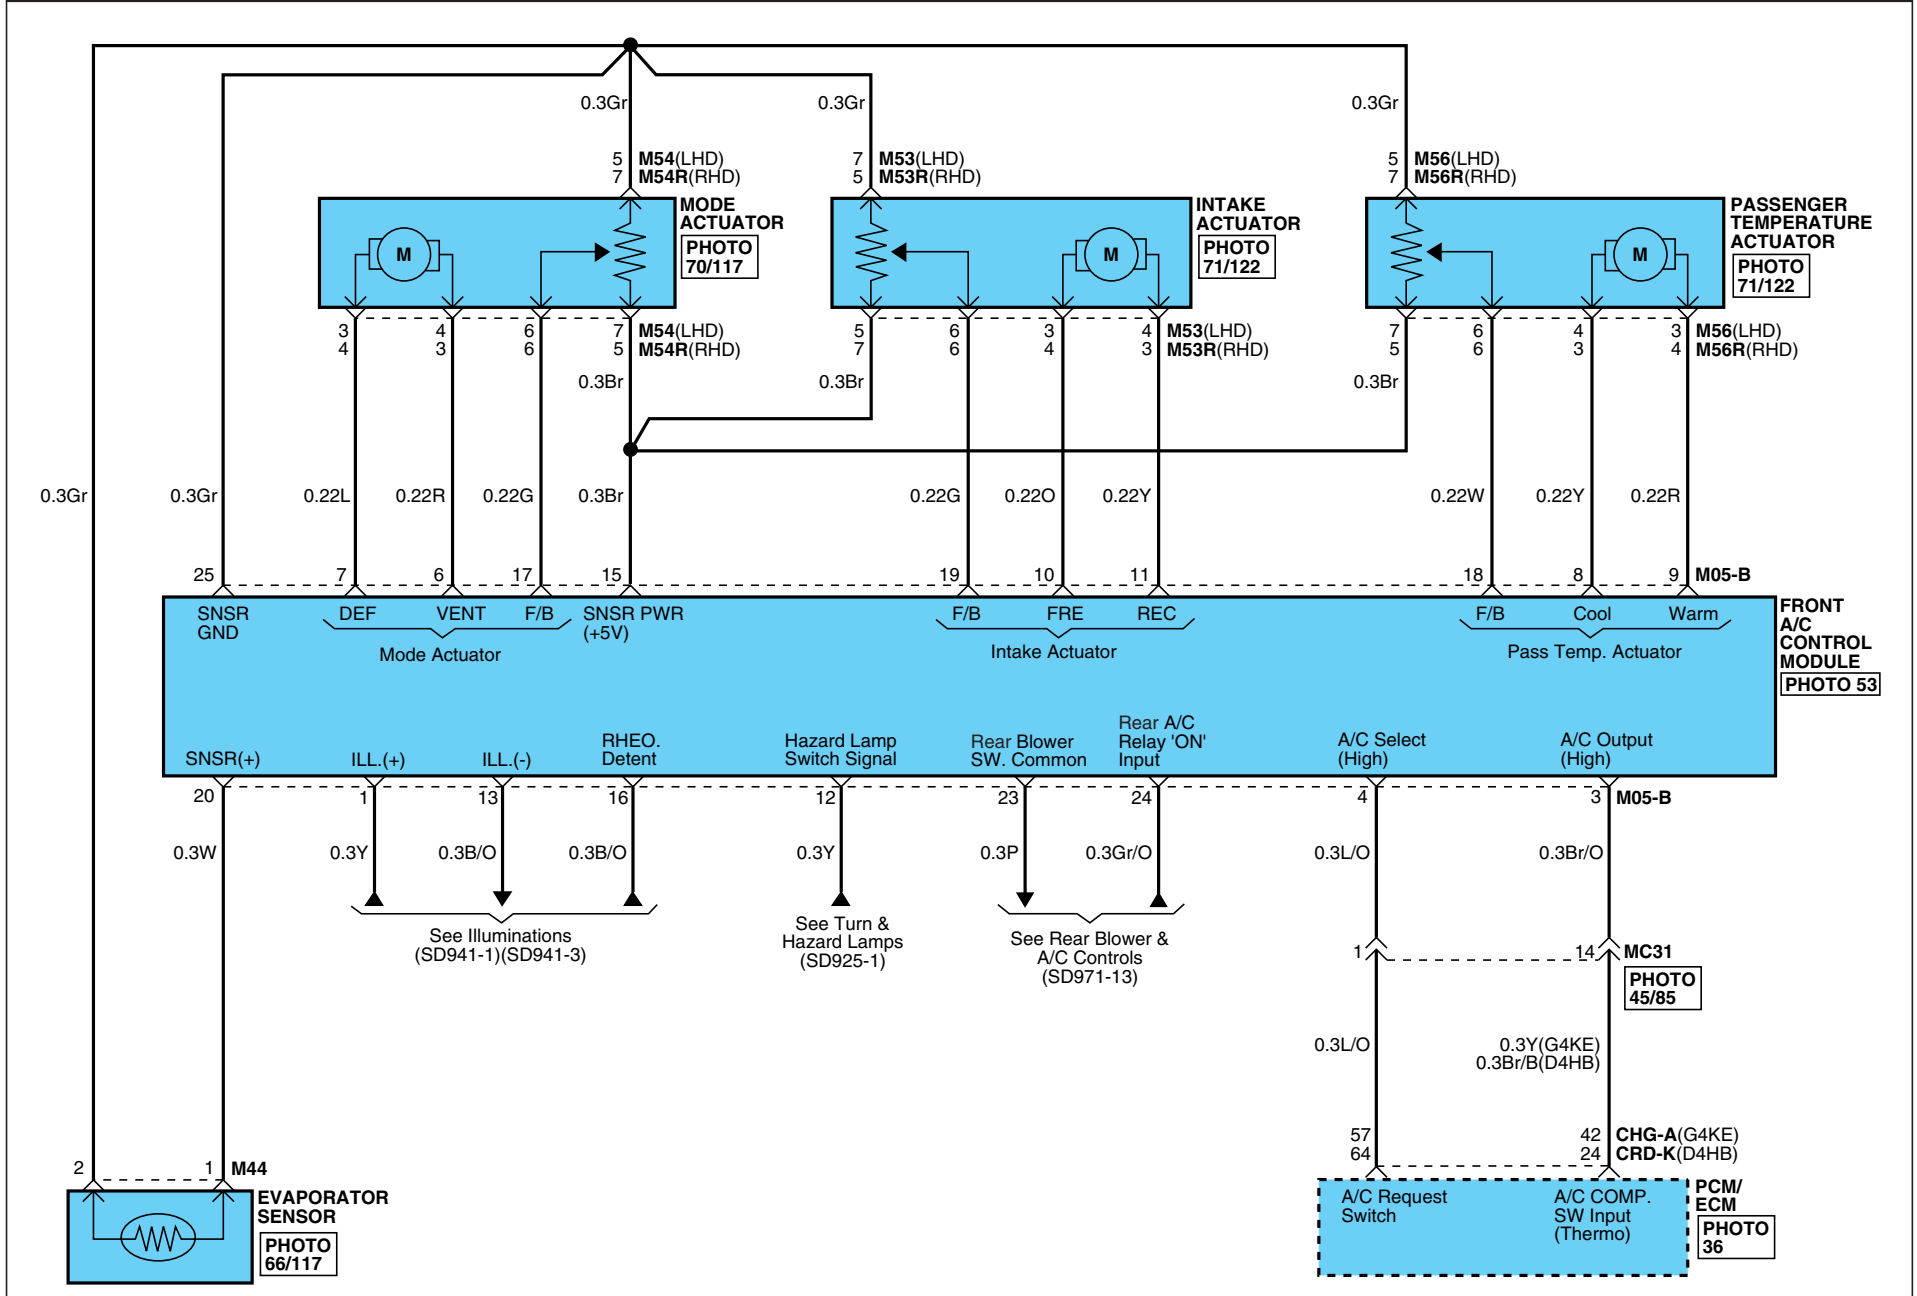 0.3Gr
0.3Gr
0.3Gr
5 M54(LHD)
7 M54R(RHD)
7 M53(LHD)
5 M53R(RHD)
5 M56(LHD)
7 M56R(RHD)
MODE
ACTUATOR
PHOTO
70/117
M
INTAKE
ACTUATOR
PHOTO
71/122
M
PASSENGER
TEMPERATURE
ACTUATOR
PHOTO
71/122
M
3 4 6 7 M54(LHD)
4 3 6 5 M54R(RHD)
5 6 3 4 M53(LHD)
7 6 4 3 M53R(RHD)
7 6 4 3 M56(LHD)
5 6 3 4 M56R(RHD)
0.3Br
0.3Br
0.3Br
0.3Gr
0.3Gr
0.22L
0.22R
0.22G
0.3Br
0.22G
0.22O
0.22Y
0.22W
0.22Y
0.22R
25 7 6 17 15 19 10 11 18 8 9 M05-B
SNSR
GND
DEF
VENT
F/B
SNSR PWR
(+5V)
F/B
FRE
REC
F/B
Cool
Warm
Mode Actuator
Intake Actuator
Pass Temp. Actuator
FRONT
A/C
CONTROL
MODULE
PHOTO 53
SNSR(+)
ILL.(+)
ILL.(-)
RHEO.
Detent
Hazard Lamp
Switch Signal
Rear Blower
SW. Common
Rear A/C
Relay 'ON'
Input
A/C Select
(High)
A/C Output
(High)
20 1 13 16 12 23 24 4 3 M05-B
0.3W
0.3Y
0.3B/O
0.3B/O
0.3Y
0.3P
0.3Gr/O
0.3L/O
0.3Br/O
See Illuminations
(SD941-1)(SD941-3)
See Turn &
Hazard Lamps
(SD925-1)
See Rear Blower &
A/C Controls
(SD971-13)
1 14 MC31
PHOTO
45/85
0.3L/O
0.3Y(G4KE)
0.3Br/B(D4HB)
57 42 CHG-A(G4KE)
64 24 CRD-K(D4HB)
2 1 M44
EVAPORATOR
SENSOR
PHOTO
66/117
A/C Request
Switch
A/C COMP.
SW Input
(Thermo)
PCM/
ECM
PHOTO
36